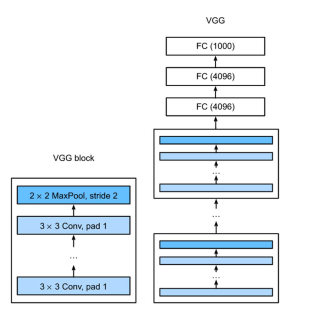 VGG
FC (1000)
FC (4096)
FC (4096)
...
...
...
VGG block
2 × 2 MaxPool, stride 2
3 × 3 Conv, pad 1
...
3 × 3 Conv, pad 1